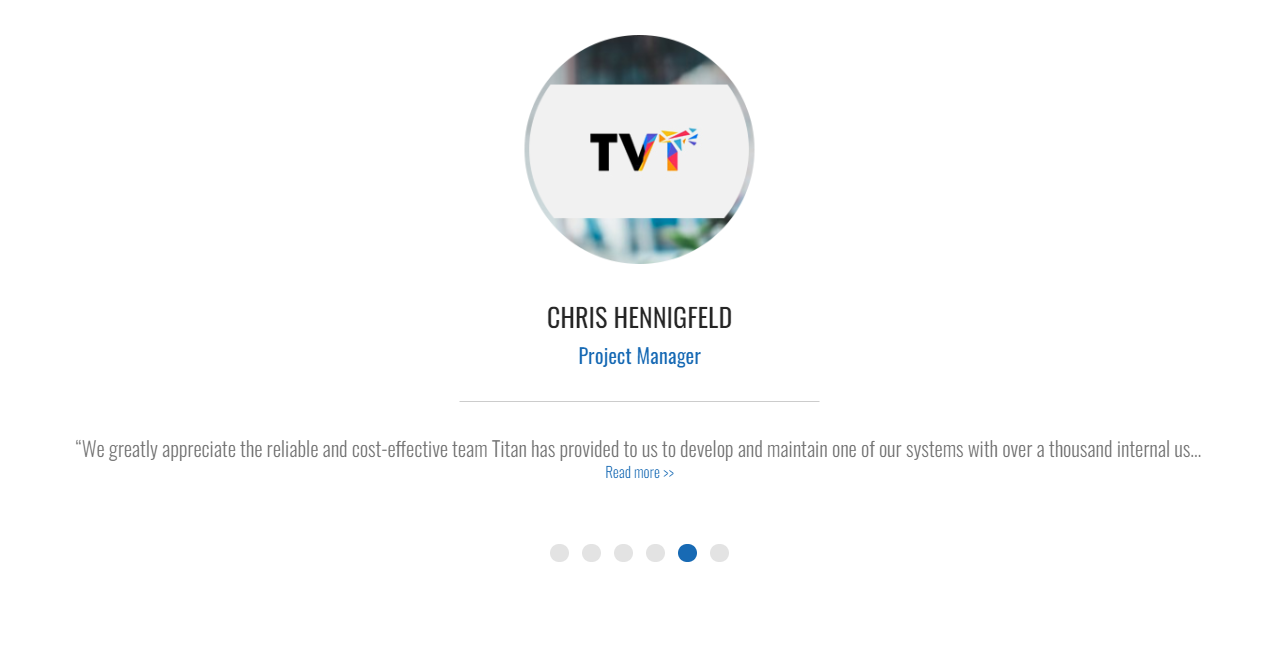 TVT
CHRIS HENNIGFELD
Project Manager
“We greatly appreciate the reliable and cost-effective team Titan has provided to us to develop and maintain one of our systems with over a thousand internal us...
Read more >>